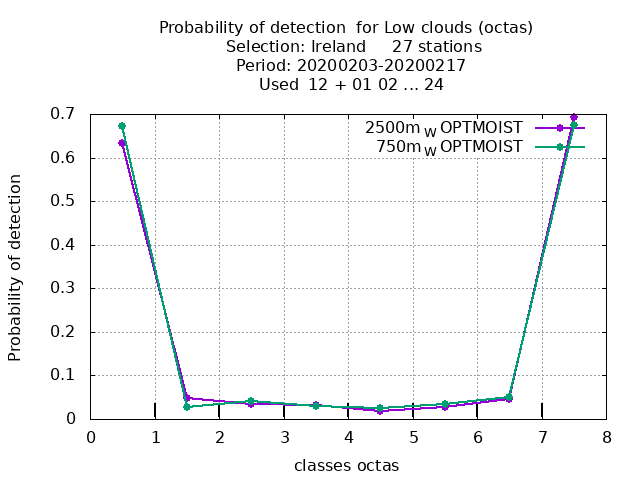 Probability of detection  for Low clouds (octas)
Selection: Ireland     27 stations
Period: 20200203-20200217
Used  12 + 01 02 ... 24
2500m_W OPTMOIST
750m_W OPTMOIST
Probability of detection
0.7
0.6
0.5
0.4
0.3
0.2
0.1
0
0 1 2 3 4 5 6 7 8
classes octas